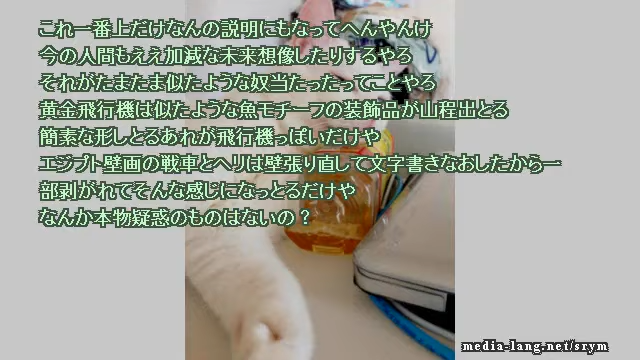 これ一番上だけなんの説明にもなってへんやんけ
今の人間もええ加減な未来想像したりするやろ
それがたまたま似たような奴当たったってことやろ
黄金飛行機は似たような魚モチーフの装飾品が山程出とる
簡素な形しとるあれが飛行機っぽいだけや
エジプト壁画の戦車とヘリは壁張り直して文字書きなおしたから一
部剥がれてそんな感じになっとるだけや
なんか本物疑惑のものはないの？
media-lang.net/srym